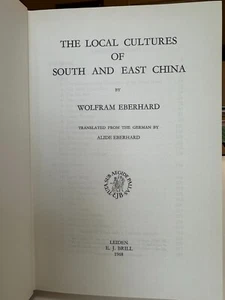 THE LOCAL CULTURES
OF
SOUTH AND EAST CHINA
BY
WOLFRAM EBERHARD
TRANSLATED FROM THE GERMAN BY
ALIDE EBERHARD
LEIDEN
E. J. BRILL
1968